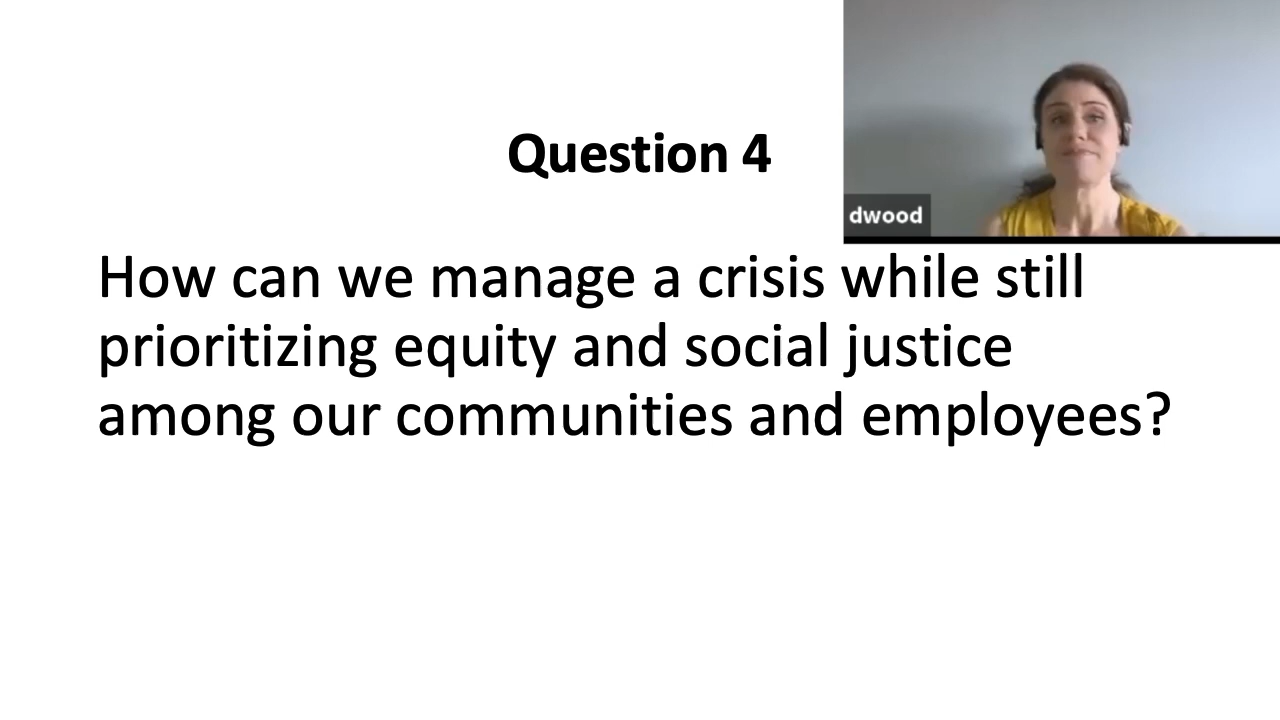 Question 4
dwood
How can we manage a crisis while still
prioritizing equity and social justice
among our communities and employees?